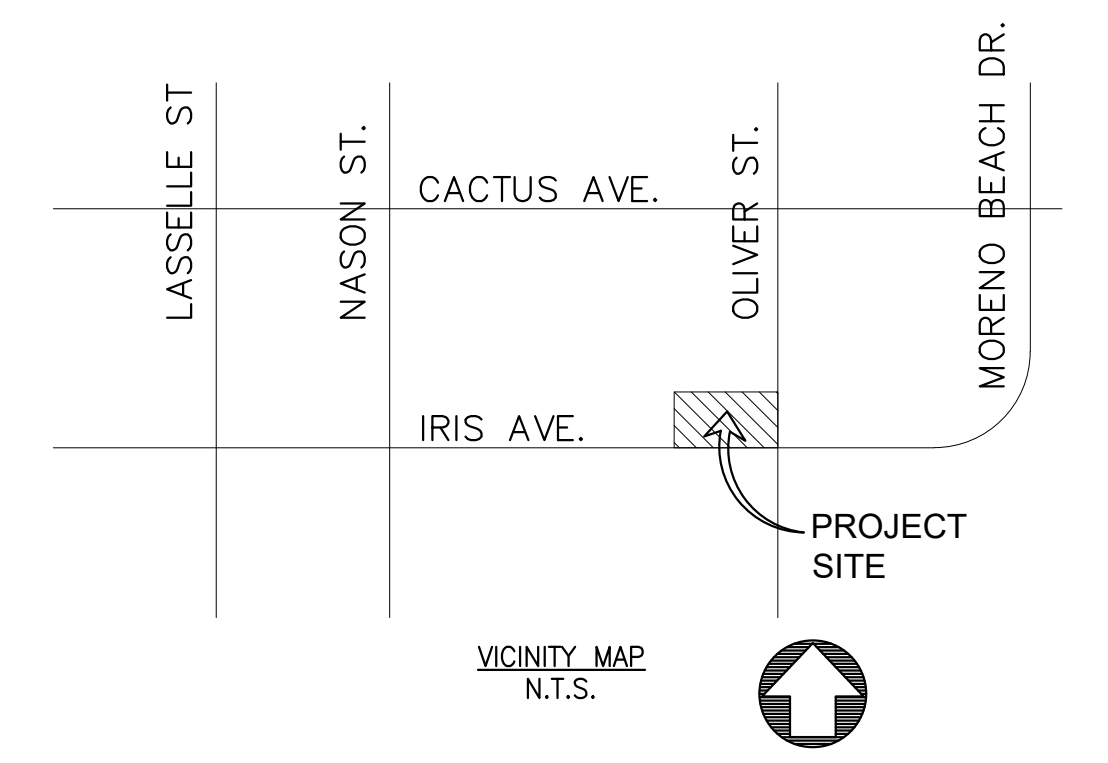 LASSELLE ST
NASON ST.
CACTUS AVE.
OLIVER ST.
MORENO BEACH DR.
IRIS AVE.
PROJECT
SITE
VICINITY MAP
N.T.S.